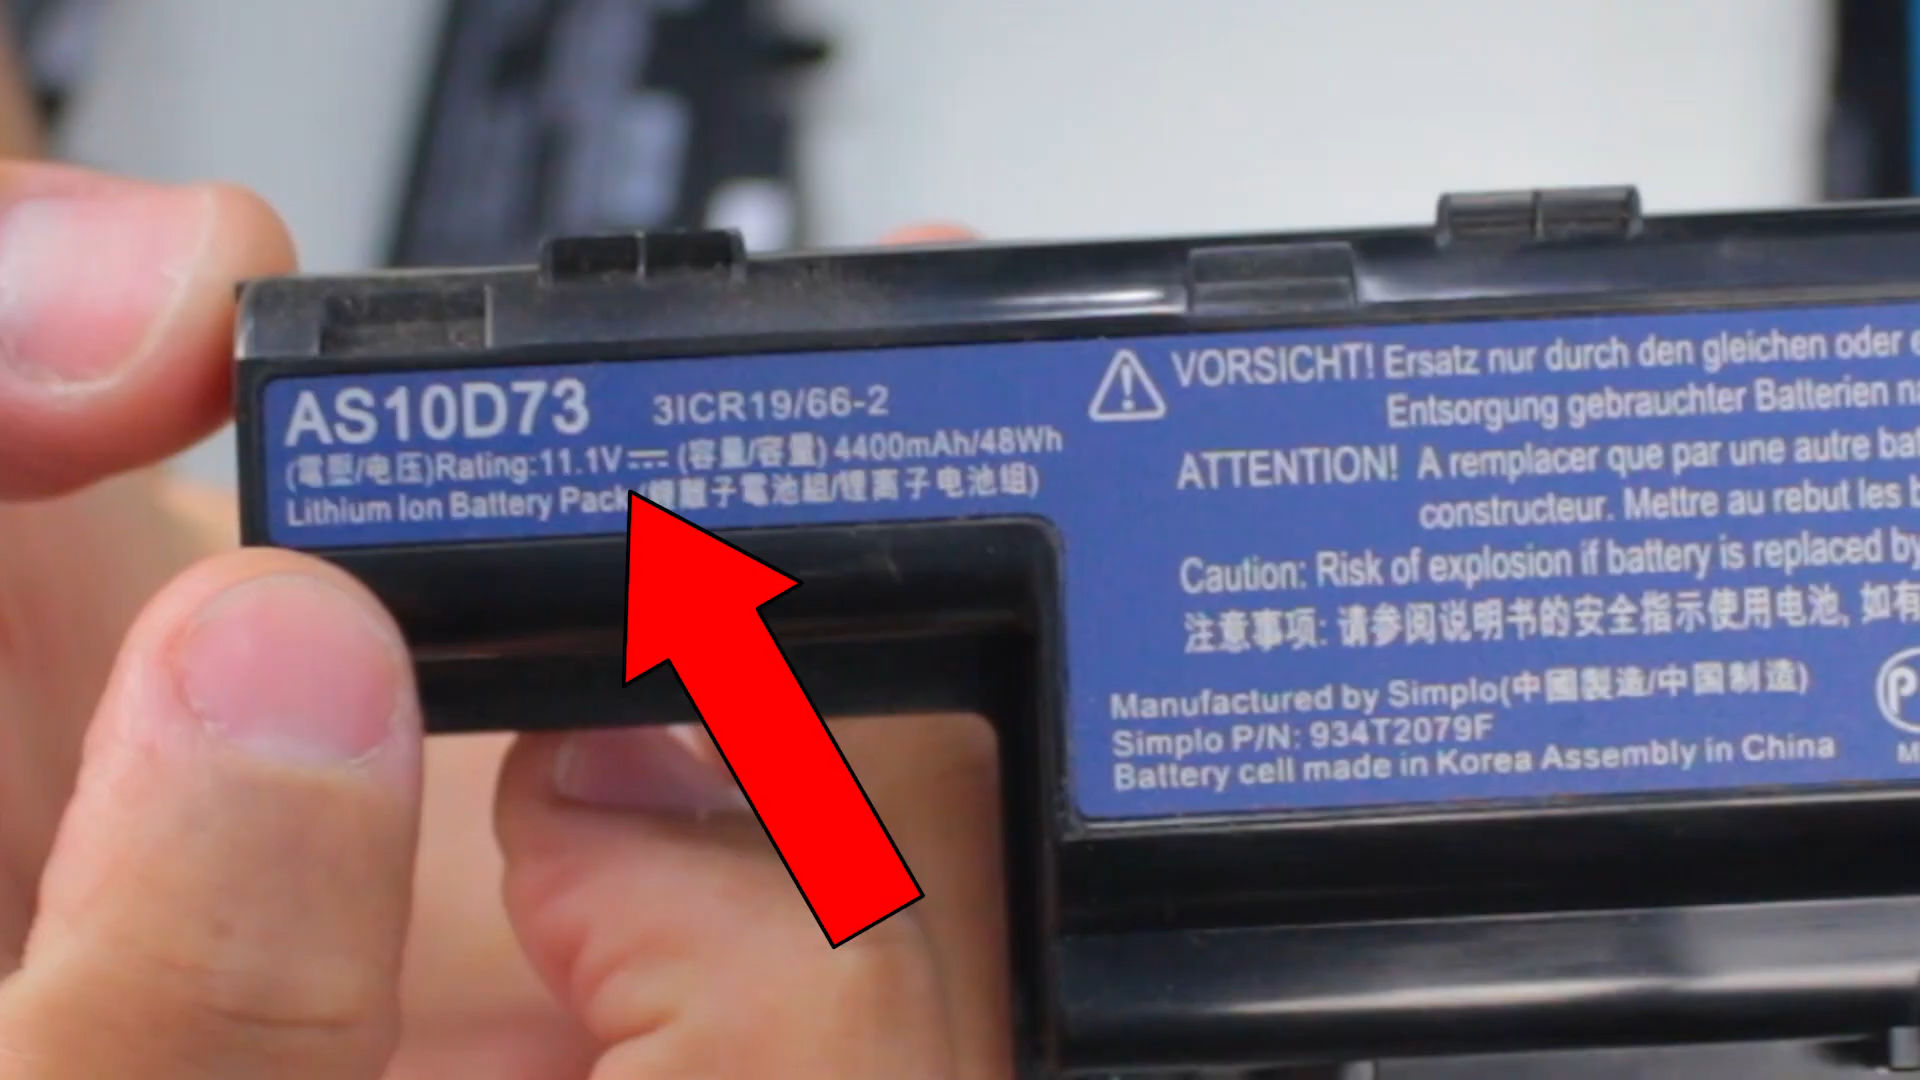 AS10D73 3ICR19/66-2
(電壓/电压)Rating:11.1V⎓(容量/容量) 4400mAh/48Wh
Lithium Ion Battery Pack (鋰離子電池組/锂离子电池组)
VORSICHT! Ersatz nur durch den gleichen oder
Entsorgung gebrauchter Batterien
ATTENTION! A remplacer que par une autre
constructeur. Mettre au rebut les
Caution: Risk of explosion if battery is replaced by
注意事项: 请参阅说明书的安全指示使用电池, 如有
Manufactured by Simplo(中國製造/中国制造)
Simplo P/N: 934T2079F
Battery cell made in Korea Assembly in China